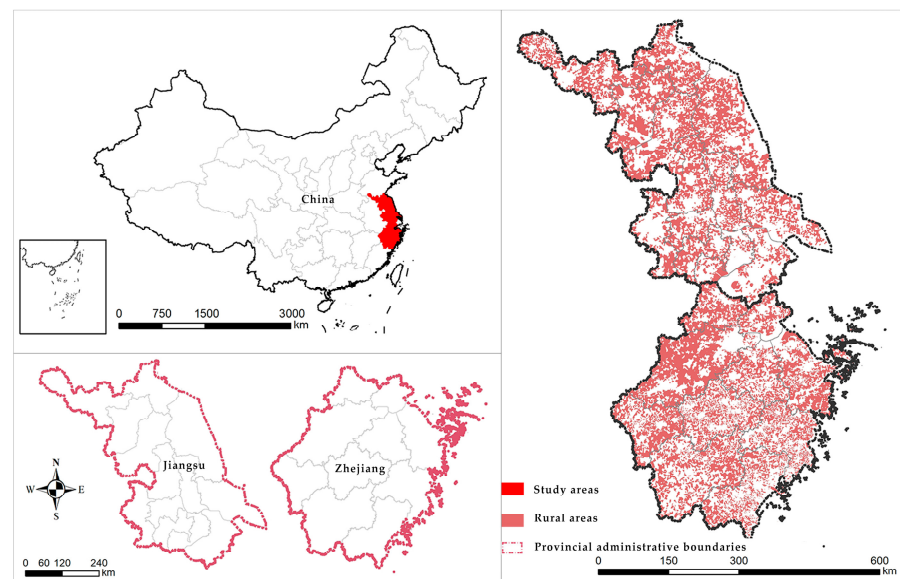 China
0 750 1500 3000
km
Jiangsu
Zhejiang
N
W E
S
0 60 120 240
km
Study areas
Rural areas
Provincial administrative boundaries
0 150 300 600
km